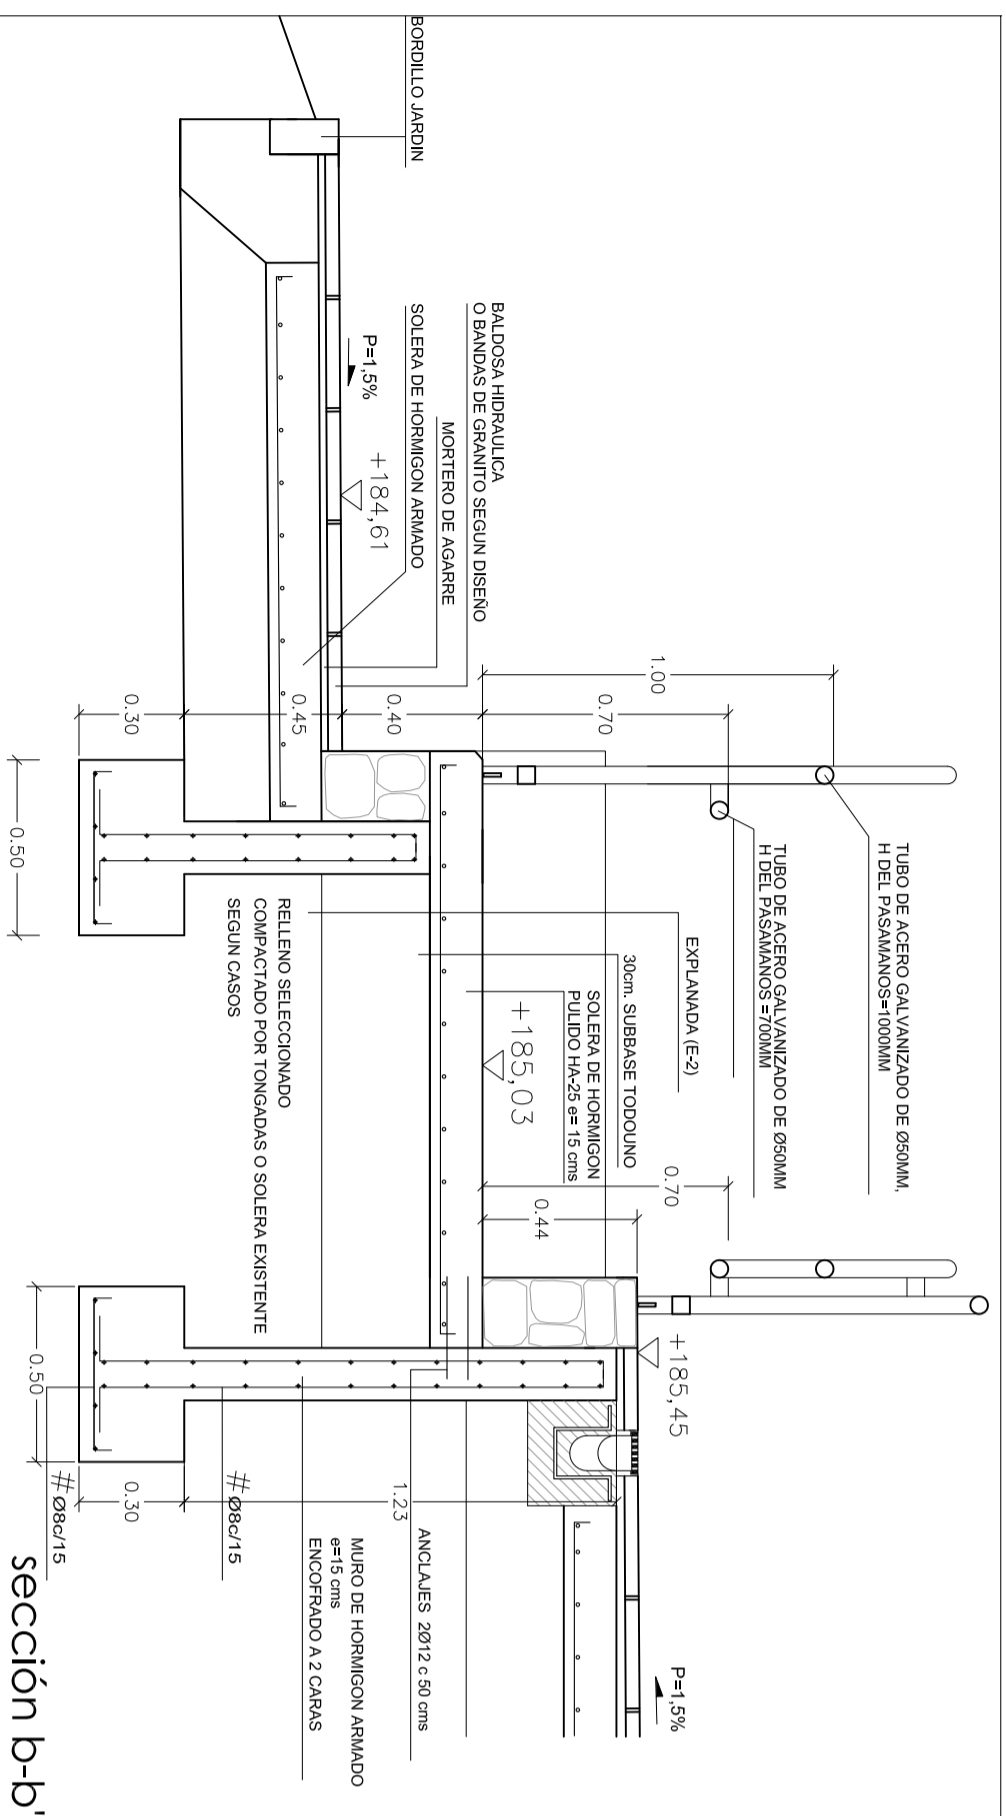 BORDILLO JARDIN
BALDOSA HIDRAULICA
O BANDAS DE GRANITO SEGUN DISEÑO
MORTERO DE AGARRE
SOLERA DE HORMIGON ARMADO
P=1,5%
+184,61
1.00
0.70
0.40
0.45
0.30
0.50
TUBO DE ACERO GALVANIZADO DE Ø50MM,
H DEL PASAMANOS=1000MM
TUBO DE ACERO GALVANIZADO DE Ø50MM
H DEL PASAMANOS =700MM
EXPLANADA (E-2)
30cm. SUBBASE TODOUNO
SOLERA DE HORMIGON
PULIDO HA-25 e= 15 cms
+185,03
RELLENO SELECCIONADO
COMPACTADO POR TONGADAS O SOLERA EXISTENTE
SEGUN CASOS
0.70
0.44
+185,45
0.50
0.30
1.23
#Ø8c/15
#Ø8c/15
ANCLAJES 2Ø12 c 50 cms
MURO DE HORMIGON ARMADO
e=15 cms
ENCOFRADO A 2 CARAS
P=1,5%
sección b-b'